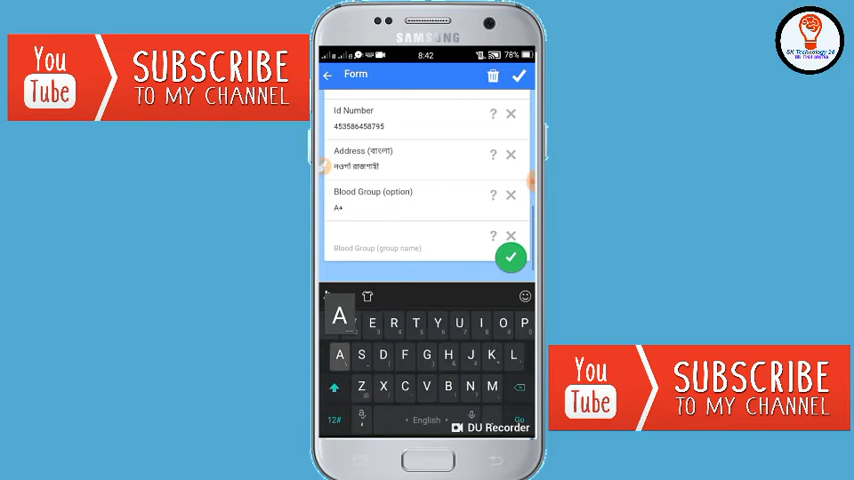 You
Tube
SUBSCRIBE
TO MY CHANNEL
SK Technology 24
SAMSUNG
8:42
78%
Form
Id Number
453586458795
?
Address (বাংলা)
নওগাঁ রাজশাহী
?
Blood Group (option)
A+
?
Blood Group (group name)
?
A
E R T Y U I O P
A S D F G H J K L
Z X C V B N M
12#
English
Go
DU Recorder
You
Tube
SUBSCRIBE
TO MY CHANNEL